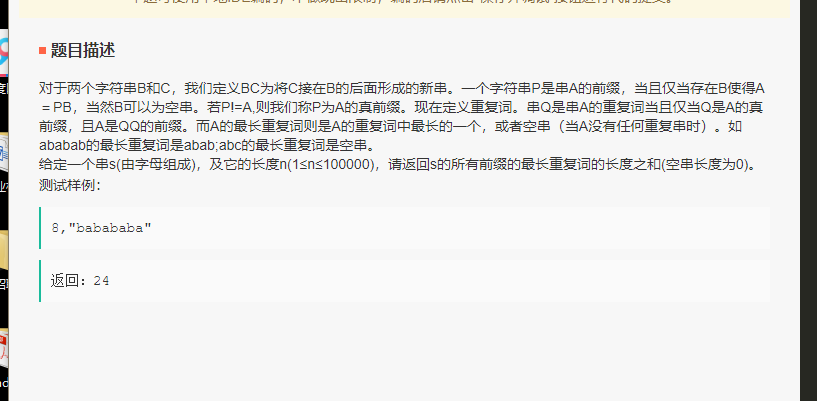 题目描述
对于两个字符串B和C，我们定义BC为将C接在B的后面形成的新串。一个字符串P是串A的前缀，当且仅当存在B使得A
＝PB，当然B可以为空串。若P!=A,则我们称P为A的真前缀。现在定义重复词。串Q是串A的重复词当且仅当Q是A的真
前缀，且A是QQ的前缀。而A的最长重复词则是A的重复词中最长的一个，或者空串（当A没有任何重复串时）。如
ababab的最长重复词是abab;abc的最长重复词是空串。
给定一个串s(由字母组成)，及它的长度n(1≤n≤100000)，请返回s的所有前缀的最长重复词的长度之和(空串长度为0)。
测试样例：
8,"babababa"
返回：24